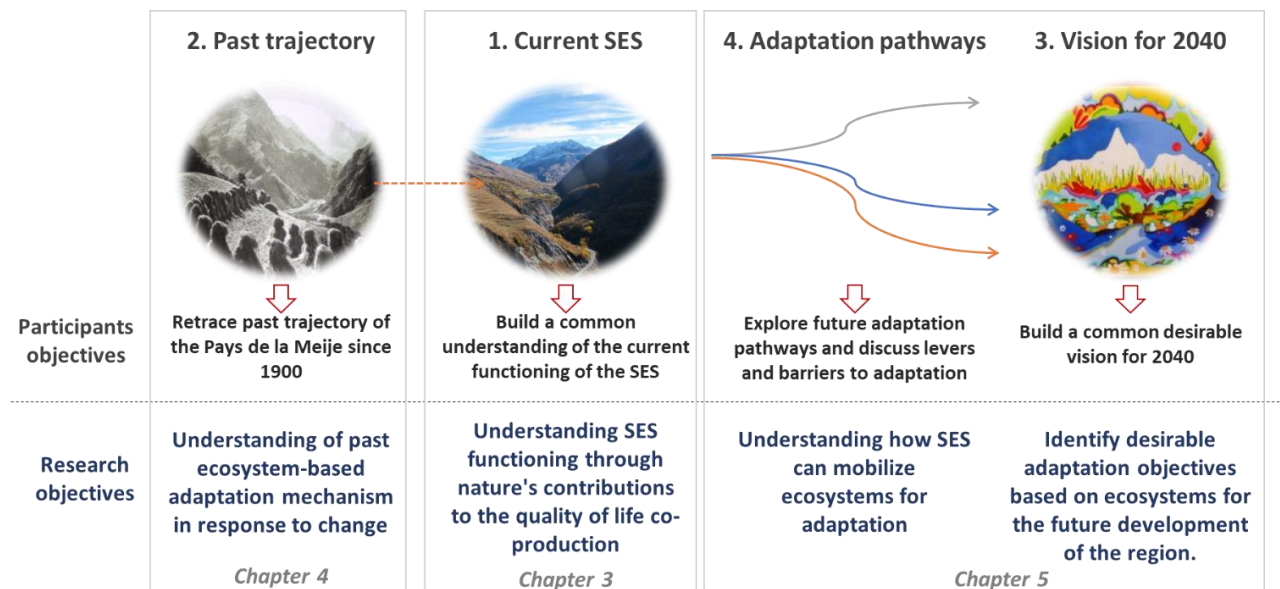 2. Past trajectory
1. Current SES
4. Adaptation pathways
3. Vision for 2040
Participants
objectives
Retrace past trajectory of
the Pays de la Meije since
1900
Build a common
understanding of the current
functioning of the SES
Explore future adaptation
pathways and discuss levers
and barriers to adaptation
Build a common desirable
vision for 2040
Research
objectives
Understanding of past
ecosystem-based
adaptation mechanism
in response to change
Understanding SES
functioning through
nature's contributions
to the quality of life co-
production
Understanding how SES
can mobilize
ecosystems for
adaptation
Identify desirable
adaptation objectives
based on ecosystems for
the future development
of the region.
Chapter 4
Chapter 3
Chapter 5